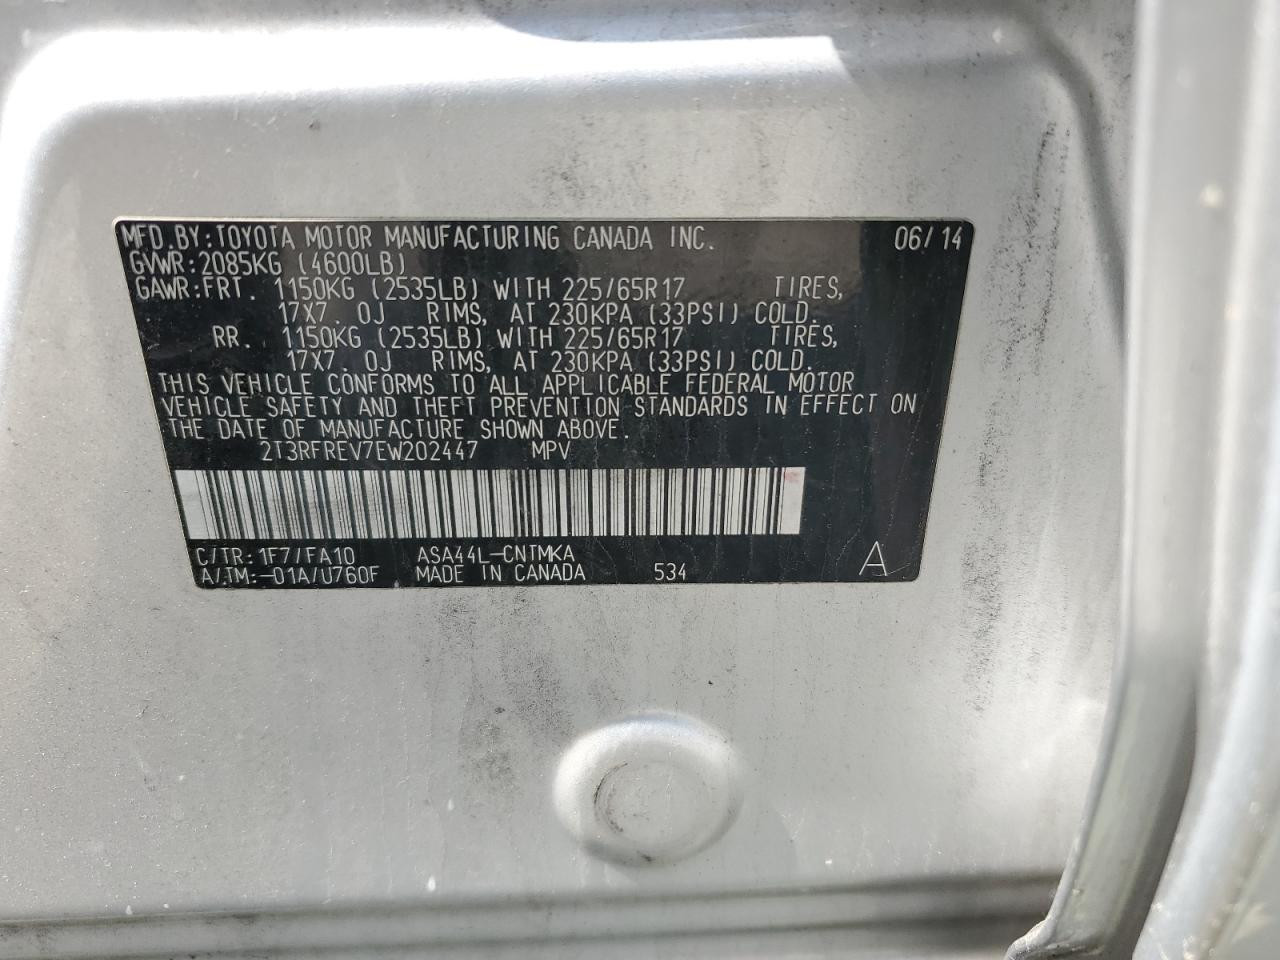 MFD.BY:TOYOTA MOTOR MANUFACTURING CANADA INC. 06/14
GVWR:2085KG (4600LB)
GAWR:FRT. 1150KG (2535LB) WITH 225/65R17 TIRES,
17X7.0J RIMS, AT 230KPA (33PSI) COLD.
RR. 1150KG (2535LB) WITH 225/65R17 TIRES,
17X7.0J RIMS, AT 230KPA (33PSI) COLD.
THIS VEHICLE CONFORMS TO ALL APPLICABLE FEDERAL MOTOR
VEHICLE SAFETY AND THEFT PREVENTION STANDARDS IN EFFECT ON
THE DATE OF MANUFACTURE SHOWN ABOVE.
2T3RFREV7EW202447 MPV
C/TR:1F7/FA10 ASA44L-CNTMKA
A/TM:-01A/U760F MADE IN CANADA 534 A